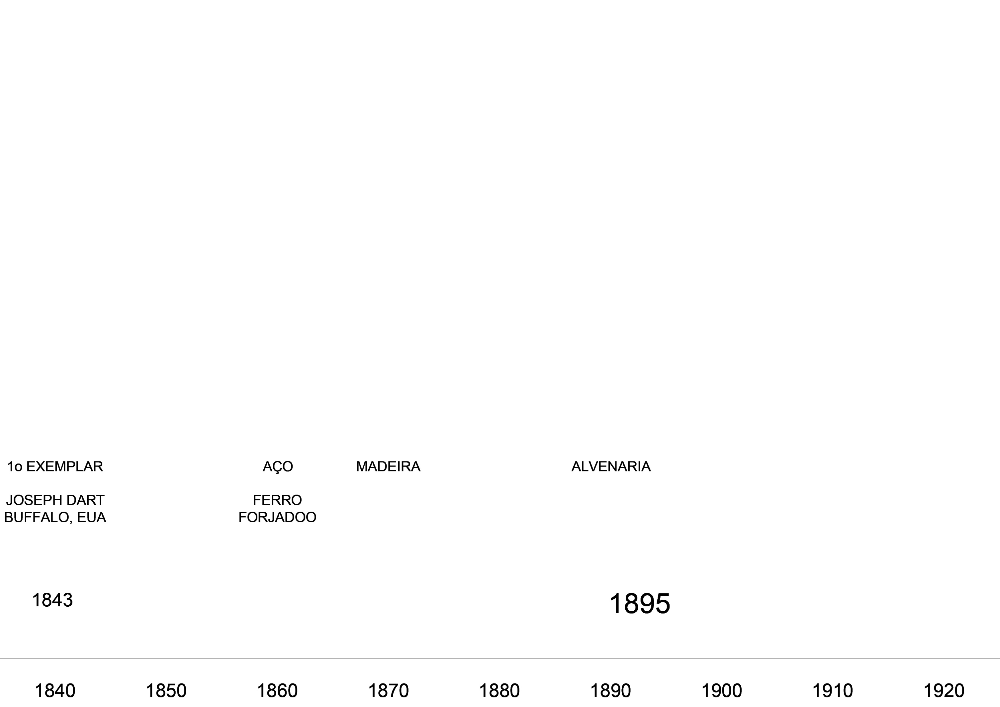 1o EXEMPLAR
AÇO
MADEIRA
ALVENARIA
JOSEPH DART
BUFFALO, EUA
FERRO
FORJADOO
1843
1895
1840
1850
1860
1870
1880
1890
1900
1910
1920